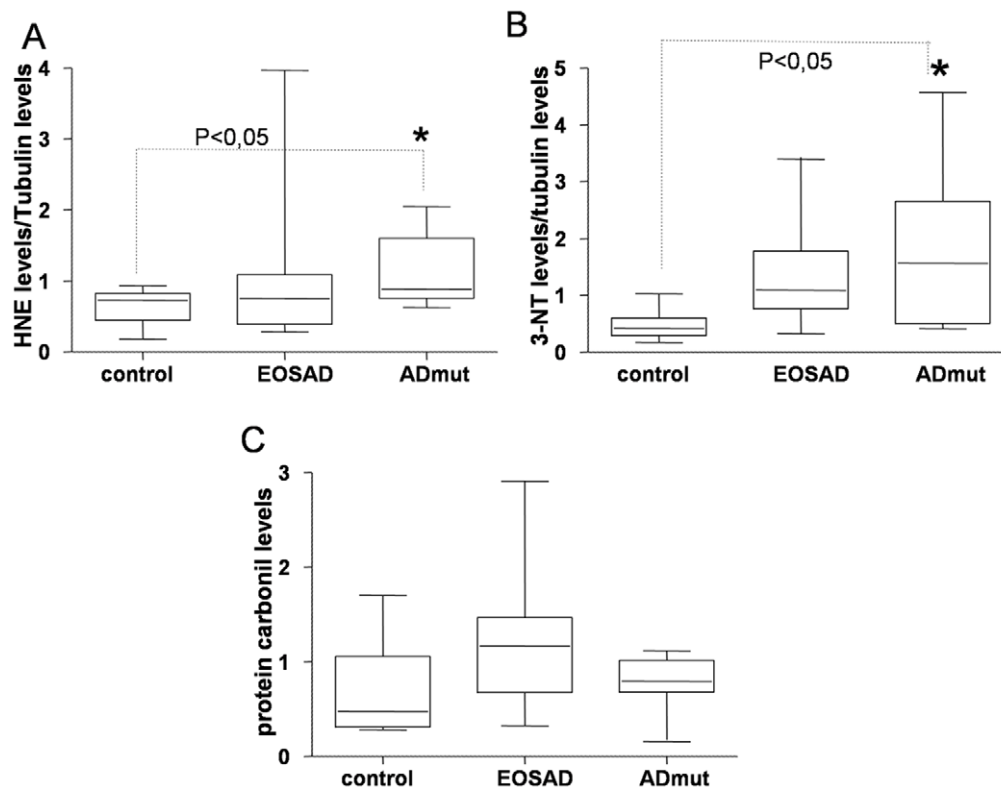 A
HNE levels/Tubulin levels
4
3
2
1
0
P<0,05
*
control
EOSAD
ADmut
B
3-NT levels/tubulin levels
5
4
3
2
1
0
P<0,05
*
control
EOSAD
ADmut
C
protein carbonil levels
3
2
1
0
control
EOSAD
ADmut